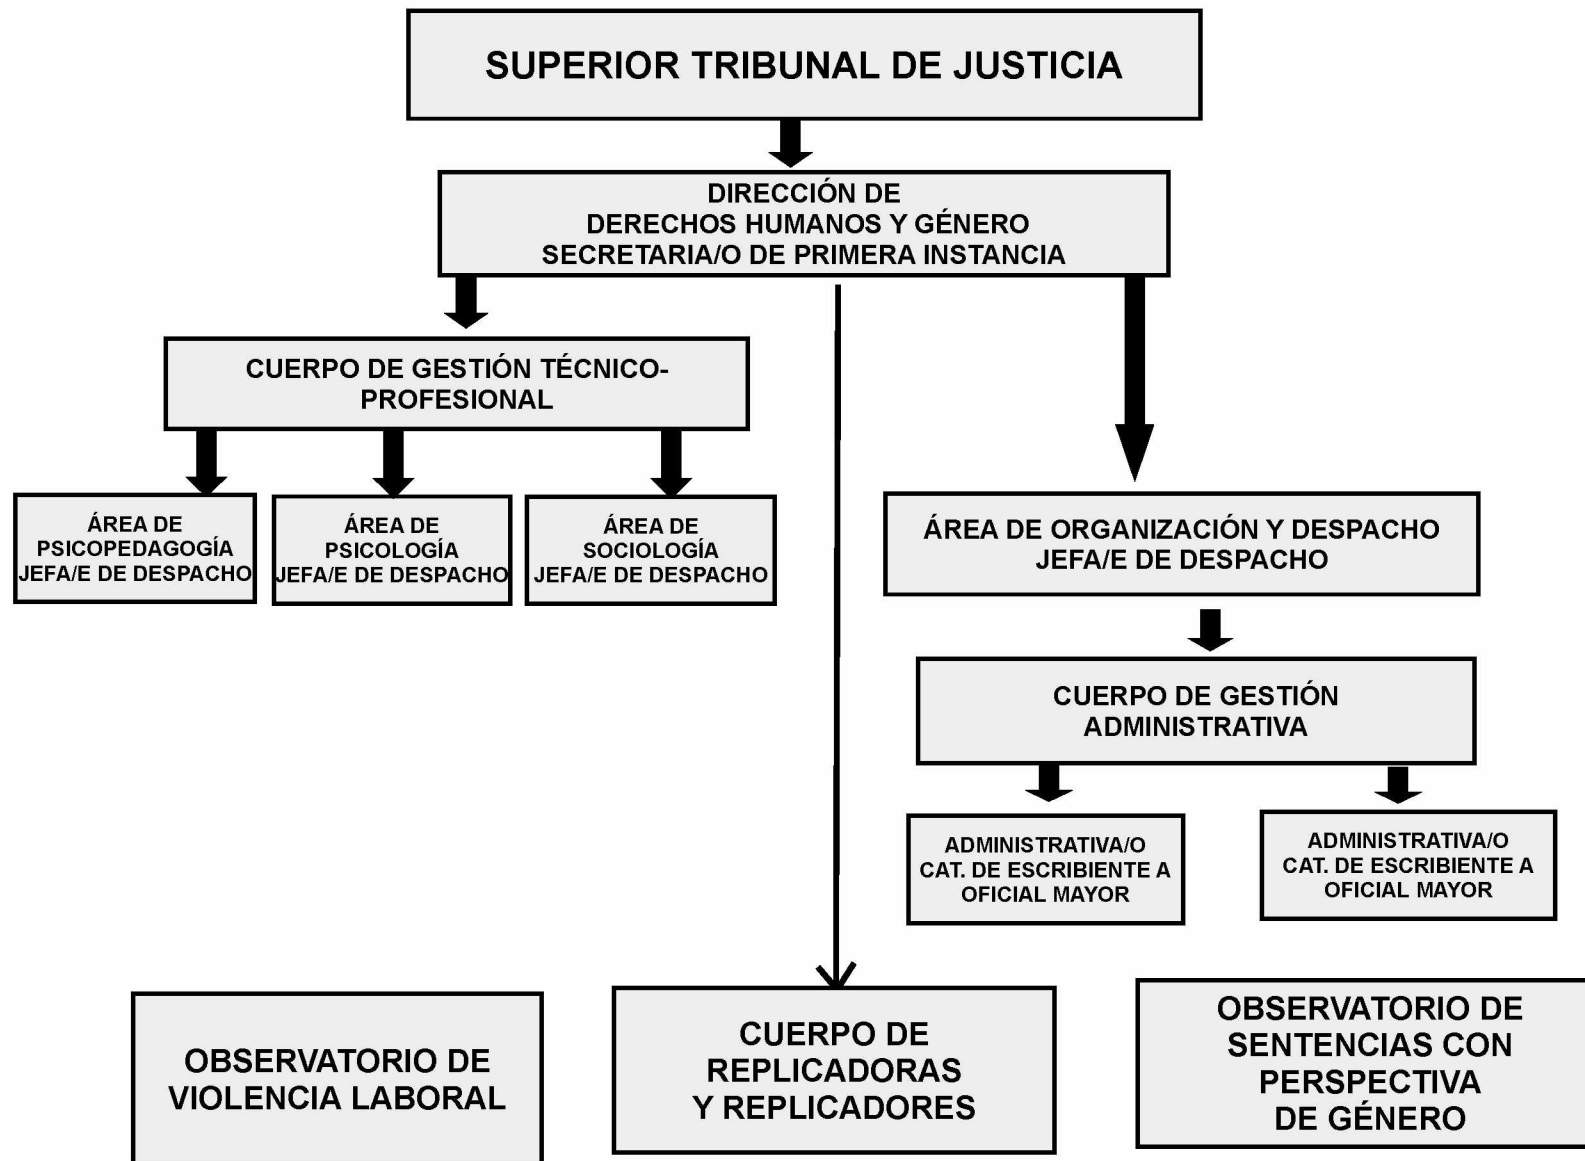 SUPERIOR TRIBUNAL DE JUSTICIA
DIRECCIÓN DE
DERECHOS HUMANOS Y GÉNERO
SECRETARIA/O DE PRIMERA INSTANCIA
CUERPO DE GESTIÓN TÉCNICO-
PROFESIONAL
ÁREA DE
PSICOPEDAGOGÍA
JEFA/E DE DESPACHO
ÁREA DE
PSICOLOGÍA
JEFA/E DE DESPACHO
ÁREA DE
SOCIOLOGÍA
JEFA/E DE DESPACHO
ÁREA DE ORGANIZACIÓN Y DESPACHO
JEFA/E DE DESPACHO
CUERPO DE GESTIÓN
ADMINISTRATIVA
ADMINISTRATIVA/O
CAT. DE ESCRIBIENTE A
OFICIAL MAYOR
ADMINISTRATIVA/O
CAT. DE ESCRIBIENTE A
OFICIAL MAYOR
OBSERVATORIO DE
VIOLENCIA LABORAL
CUERPO DE
REPLICADORAS
Y REPLICADORES
OBSERVATORIO DE
SENTENCIAS CON
PERSPECTIVA
DE GÉNERO